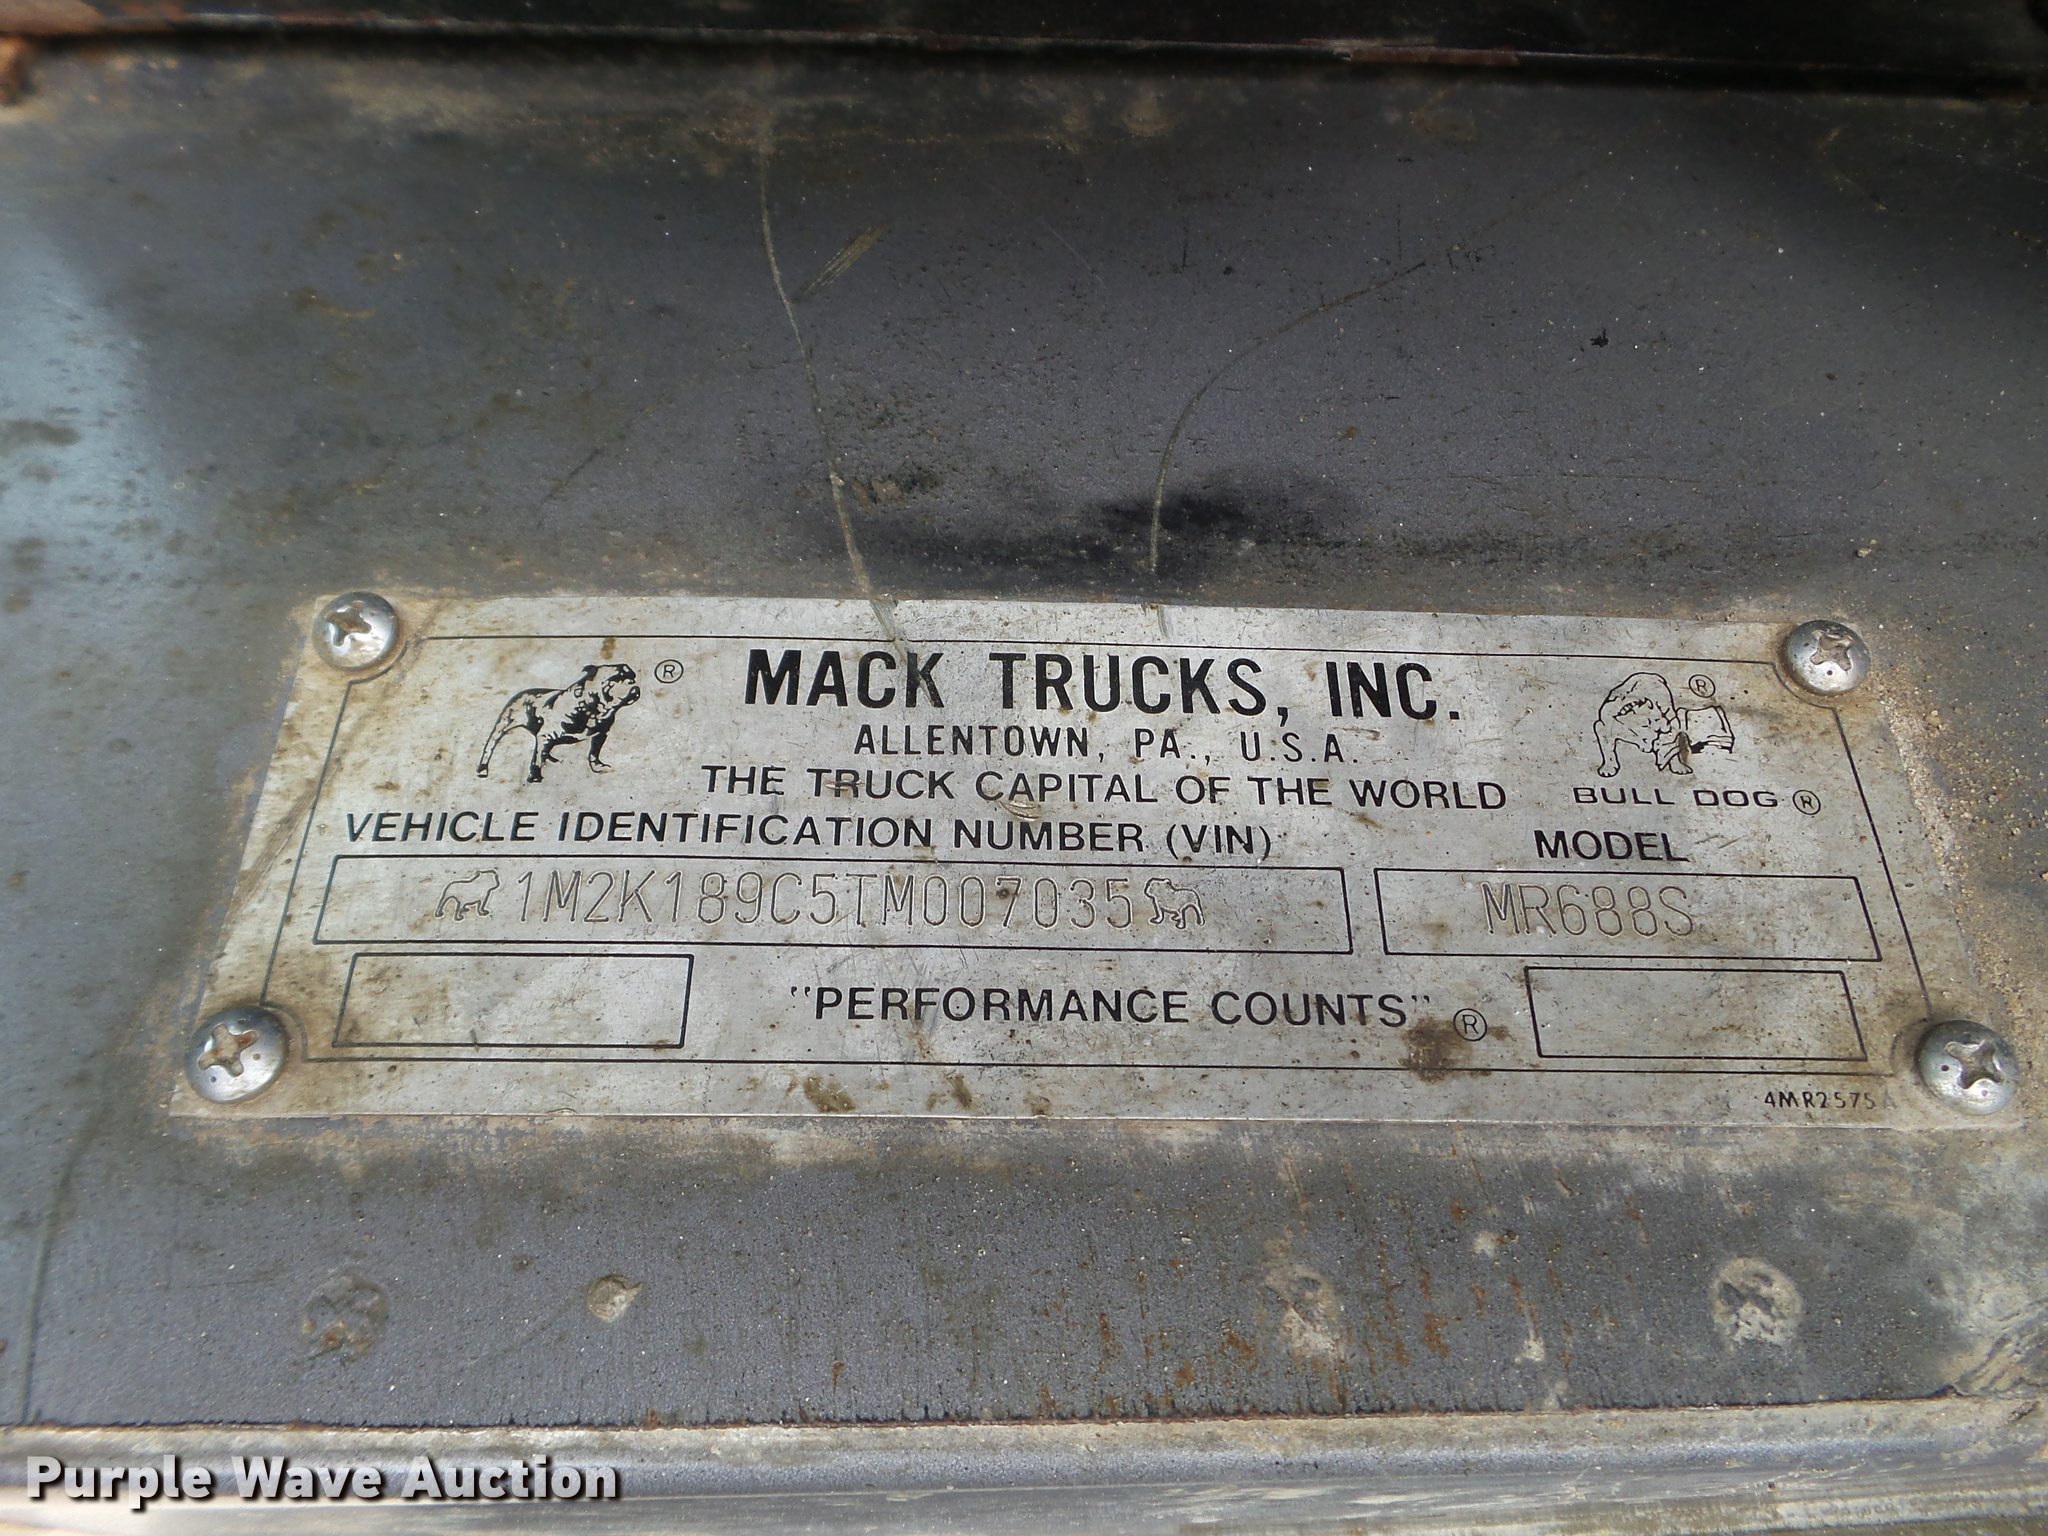 ® MACK TRUCKS, INC. ®
ALLENTOWN, PA., U.S.A.
THE TRUCK CAPITAL OF THE WORLD
BULL DOG ®
VEHICLE IDENTIFICATION NUMBER (VIN)
MODEL
1M2K189C5TM007035
MR688S
"PERFORMANCE COUNTS" ®
4MR2575A
Purple Wave Auction